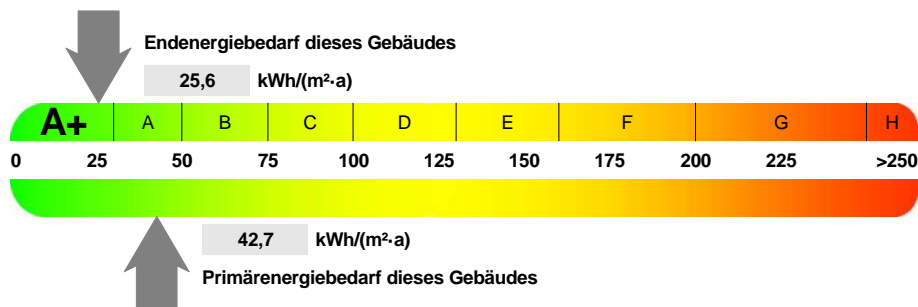 Endenergiebedarf dieses Gebäudes
25,6 kWh/(m²·a)
A+ A B C D E F G H
0 25 50 75 100 125 150 175 200 225 >250
42,7 kWh/(m²·a)
Primärenergiebedarf dieses Gebäudes